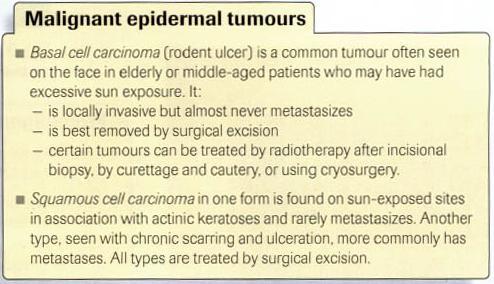 Malignant epidermal tumours
■ Basal cell carcinoma (rodent ulcer) is a common tumour often seen
on the face in elderly or middle-aged patients who may have had
excessive sun exposure. It:
– is locally invasive but almost never metastasizes
– is best removed by surgical excision
– certain tumours can be treated by radiotherapy after incisional
biopsy, by curettage and cautery, or using cryosurgery.
■ Squamous cell carcinoma in one form is found on sun-exposed sites
in association with actinic keratoses and rarely metastasizes. Another
type, seen with chronic scarring and ulceration, more commonly has
metastases. All types are treated by surgical excision.